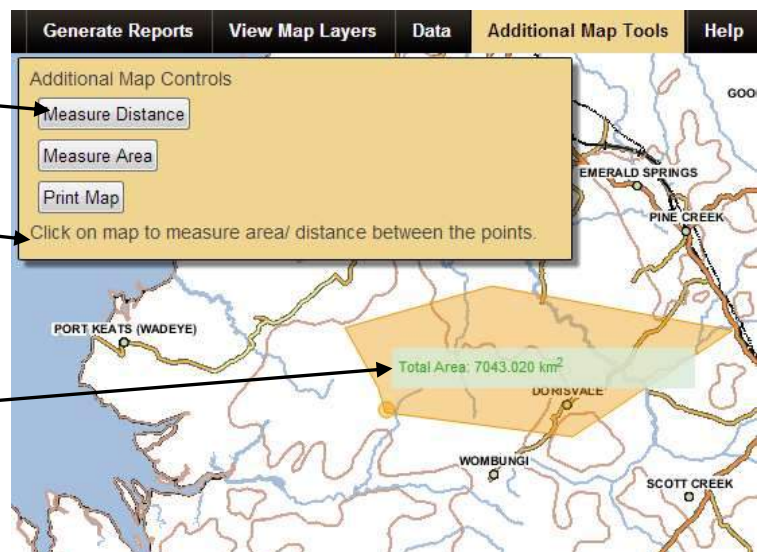 Generate Reports View Map Layers Data Additional Map Tools Help
Additional Map Controls
Measure Distance
Measure Area
Print Map
Click on map to measure area/ distance between the points.
GOO
EMERALD SPRINGS
PINE CREEK
PORT KEATS (WADEYE)
Total Area: 7043.020 km²
DORISVALE
WOMBUNGI
SCOTT CREEK